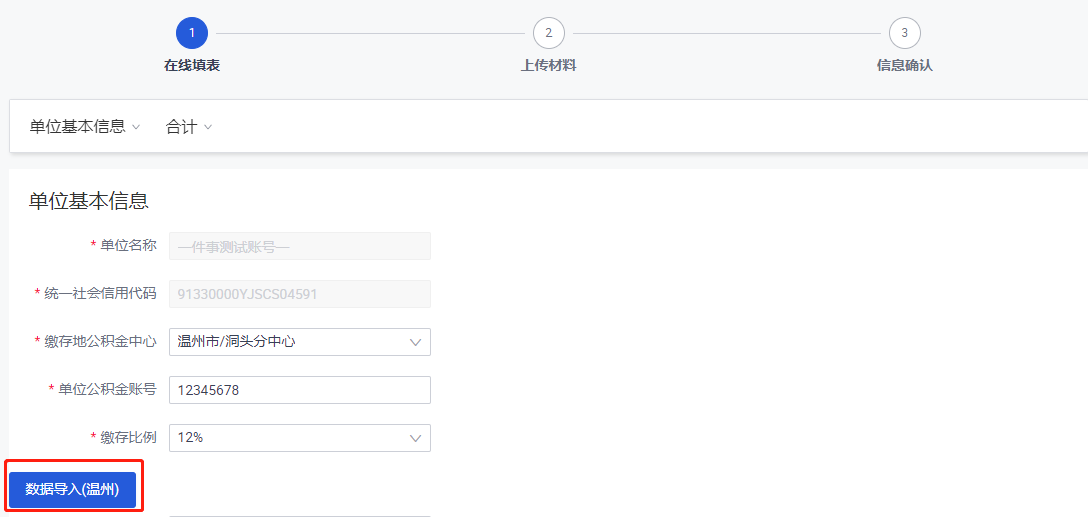 1
2
3
在线填表
上传材料
信息确认
单位基本信息 合计
单位基本信息
* 单位名称 一件事测试账号一
* 统一社会信用代码 91330000YJSCS04591
* 缴存地公积金中心 温州市/洞头分中心
* 单位公积金账号 12345678
* 缴存比例 12%
数据导入(温州)